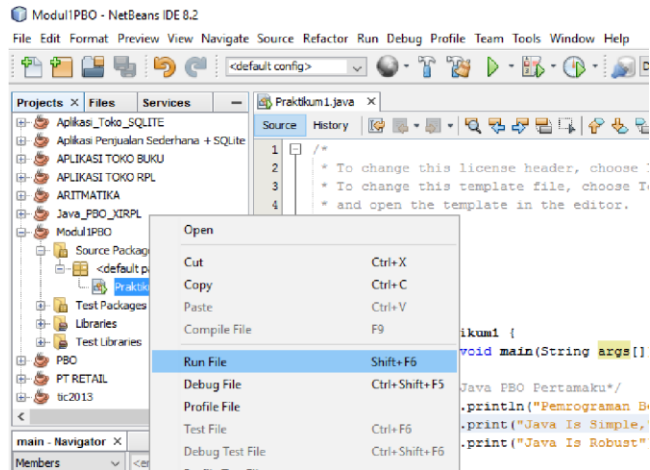 Modul1PBO - NetBeans IDE 8.2
File Edit Format Preview View Navigate Source Refactor Run Debug Profile Team Tools Window Help
<default config>
Projects × Files Services
Praktikum1.java ×
Source History
Aplikasi_Toko_SQLITE
Aplikasi Penjualan Sederhana + SQLite
APLIKASI TOKO BUKU
APLIKASI TOKO RPL
ARITMATIKA
Java_PBO_XIRPL
Modul1PBO
Source Packag
<default pa
Praktik
Test Packages
Libraries
Test Libraries
PBO
PT RETAIL
tic2013
main - Navigator ×
Members
1 /*
2 * To change this license header, choose
3 * To change this template file, choose To
4 * and open the template in the editor.
Open
Cut Ctrl+X
Copy Ctrl+C
Paste Ctrl+V
Compile File F9
Run File Shift+F6
Debug File Ctrl+Shift+F5
Profile File
Test File Ctrl+F6
Debug Test File Ctrl+Shift+F6
ikum1 {
void main(String args[]
Java PBO Pertamaku*/
.println("Pemrograman Be
.print("Java Is Simple,"
.print("Java Is Robust"